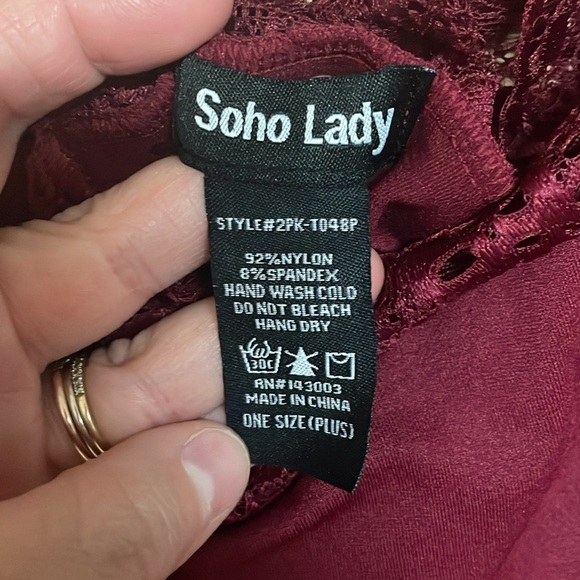 Soho Lady
STYLE#2PK-T048P
92%NYLON
8%SPANDEX
HAND WASH COLD
DO NOT BLEACH
HANG DRY
30C
RN#143003
MADE IN CHINA
ONE SIZE(PLUS)